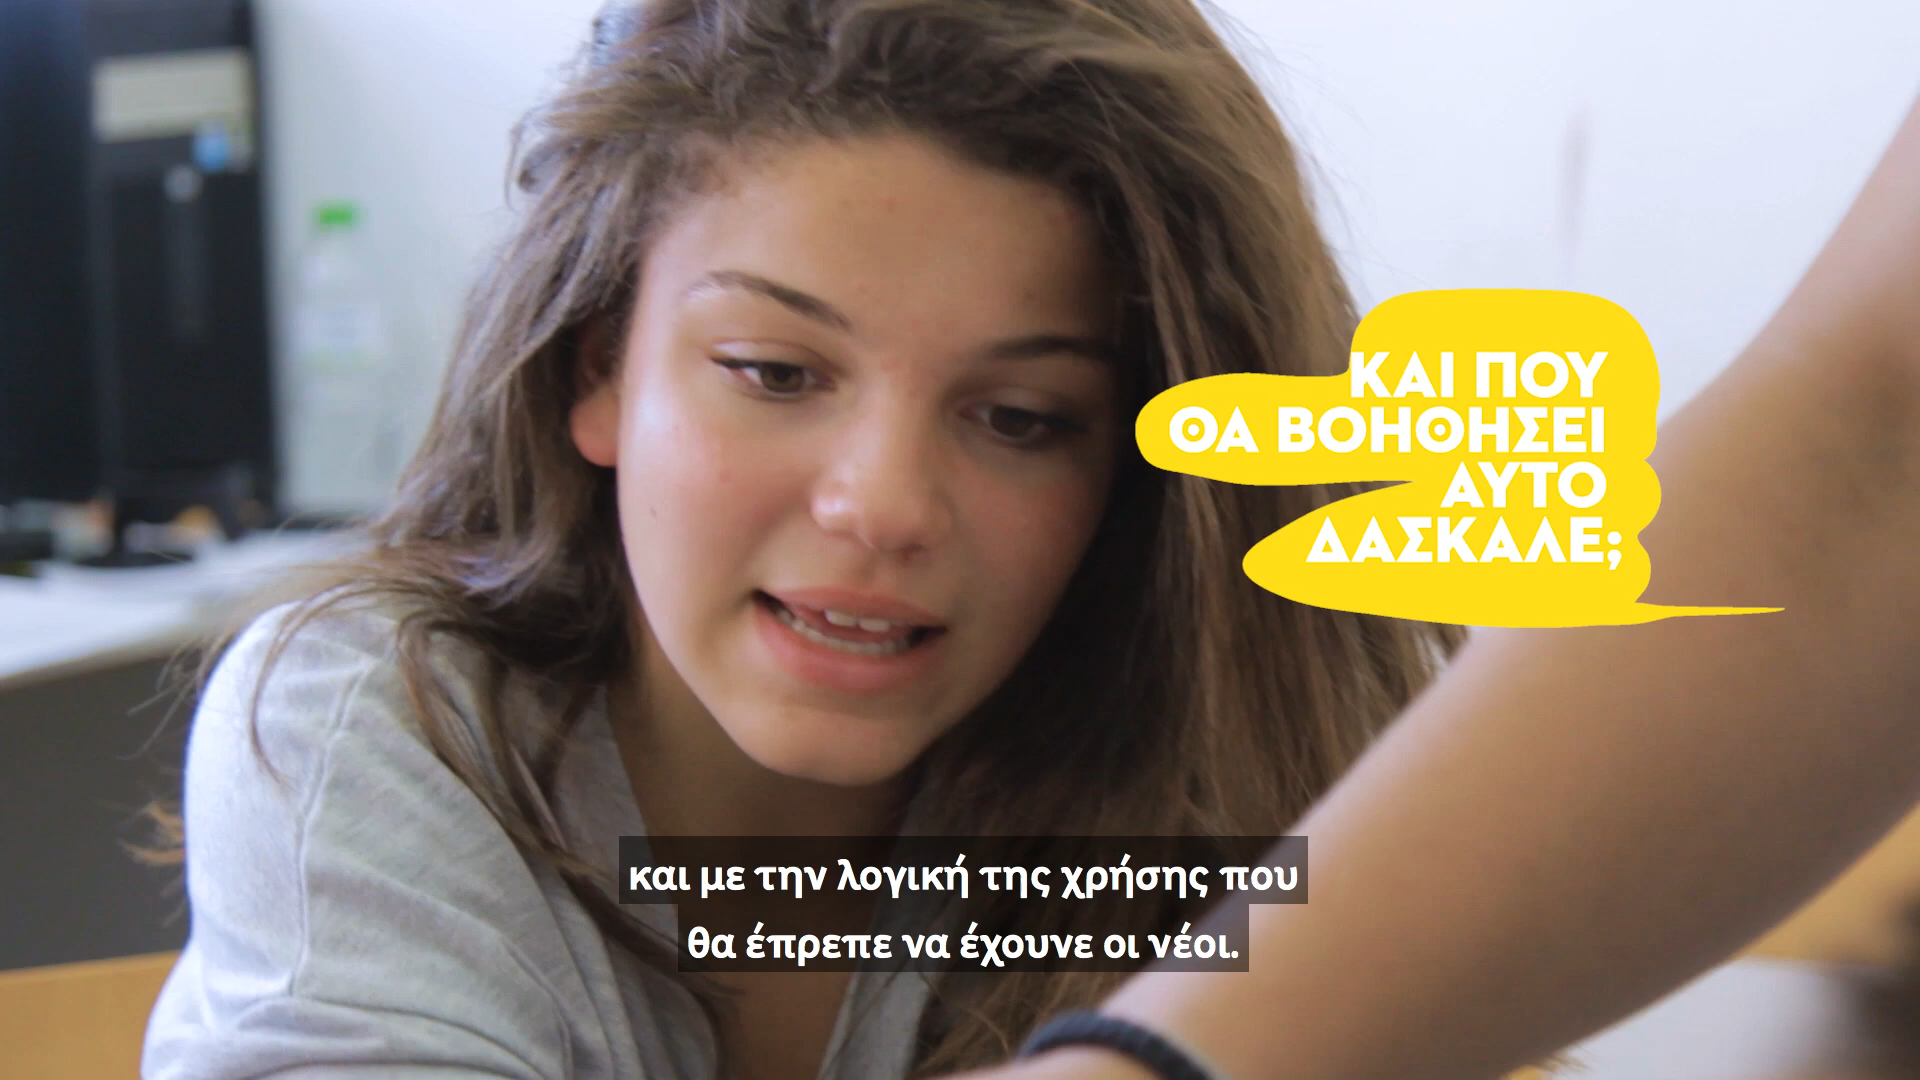 ΚΑΙ ΠΟΥ
ΘΑ ΒΟΗΘΗΣΕΙ
ΑΥΤΟ
ΔΑΣΚΑΛΕ;
και με την λογική της χρήσης που
θα έπρεπε να έχουνε οι νέοι.